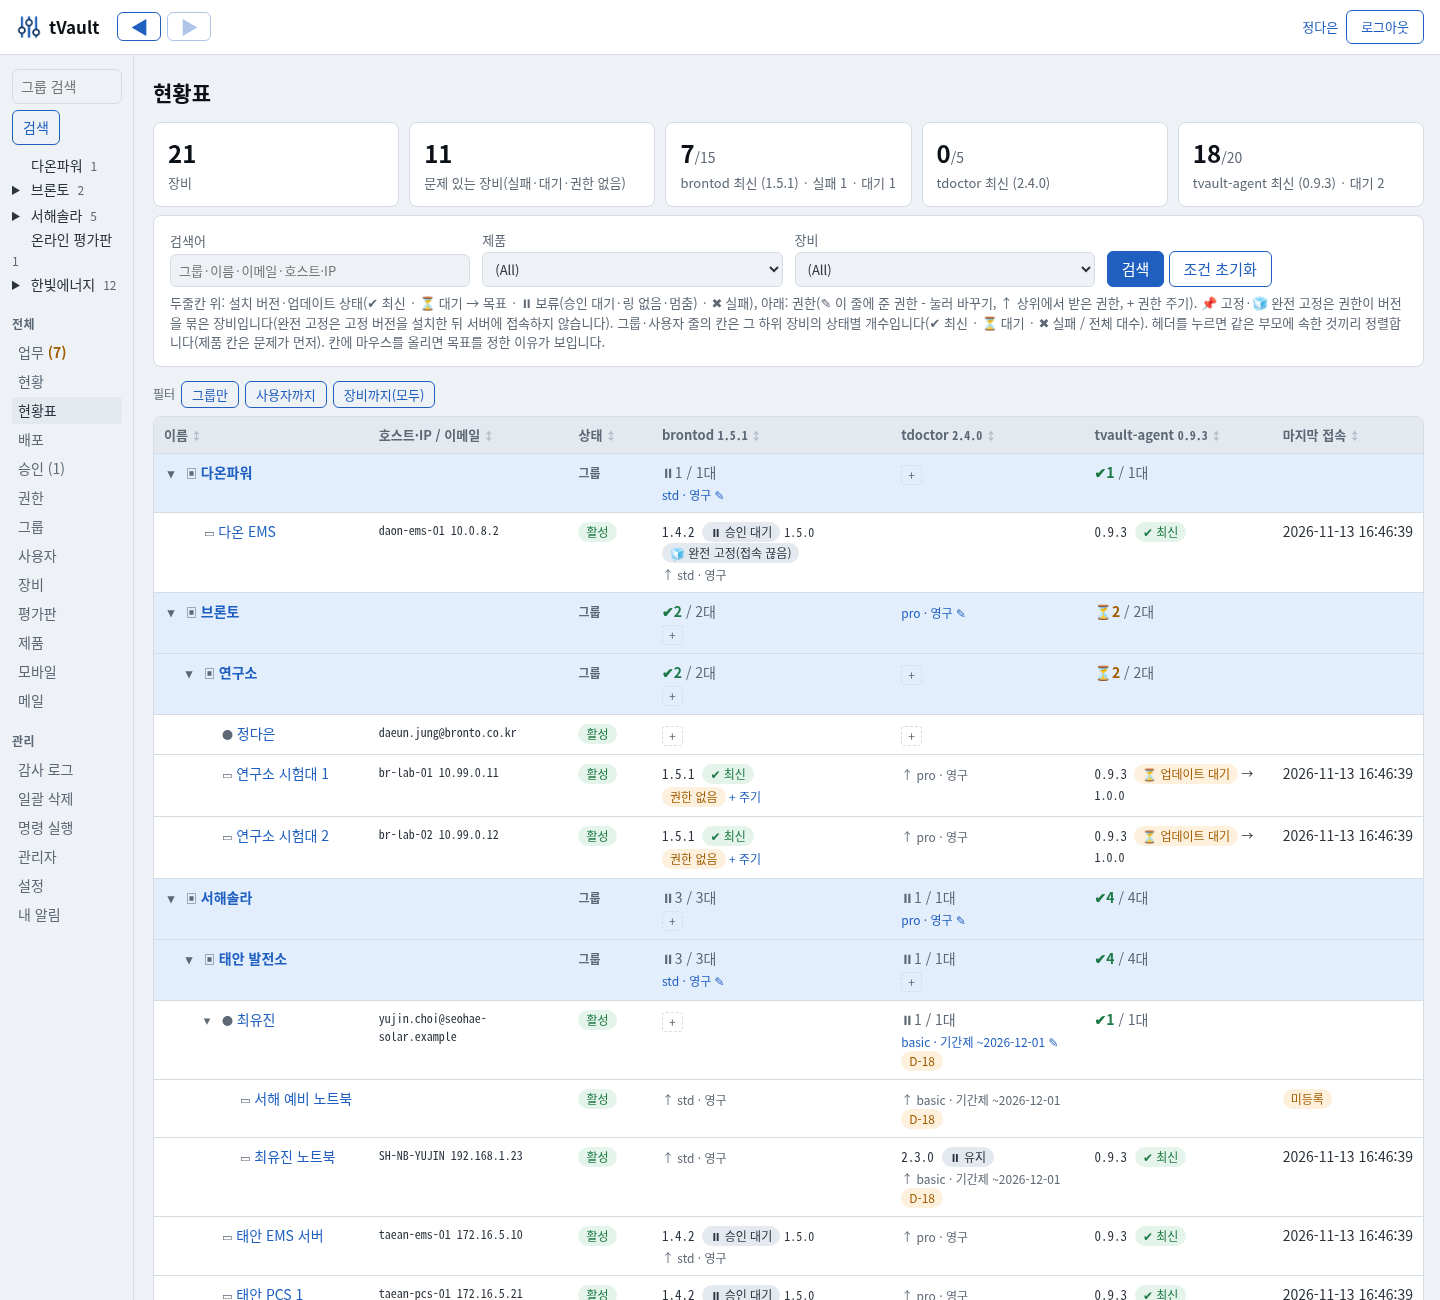 tVault
◀ ▶
정다은 로그아웃
그룹 검색
검색
다온파워 1
▶ 브론토 2
▶ 서해솔라 5
온라인 평가판
1
▶ 한빛에너지 12
전체
업무 (7)
현황
현황표
배포
승인 (1)
권한
그룹
사용자
장비
평가판
제품
모바일
메일
관리
감사 로그
일괄 삭제
명령 실행
관리자
설정
내 알림
현황표
21
장비
11
문제 있는 장비(실패·대기·권한 없음)
7/15
brontod 최신 (1.5.1) · 실패 1 · 대기 1
0/5
tdoctor 최신 (2.4.0)
18/20
tvault-agent 최신 (0.9.3) · 대기 2
검색어 제품 장비
그룹·이름·이메일·호스트·IP (All) (All) 검색 조건 초기화
두줄칸 위: 설치 버전·업데이트 상태(✔ 최신 · ⏳ 대기 → 목표 · ⏸ 보류(승인 대기·링 없음·멈춤) · ✖ 실패), 아래: 권한(✎ 이 줄에 준 권한 - 눌러 바꾸기, ↑ 상위에서 받은 권한, + 권한 주기). 📌 고정·🧊 완전 고정은 권한이 버전
을 묶은 장비입니다(완전 고정은 고정 버전을 설치한 뒤 서버에 접속하지 않습니다). 그룹·사용자 줄의 칸은 그 하위 장비의 상태별 개수입니다(✔ 최신 · ⏳ 대기 · ✖ 실패 / 전체 대수). 헤더를 누르면 같은 부모에 속한 것끼리 정렬합
니다(제품 칸은 문제가 먼저). 칸에 마우스를 올리면 목표를 정한 이유가 보입니다.
필터 그룹만 사용자까지 장비까지(모두)
이름 ↕ 호스트·IP / 이메일 ↕ 상태 ↕ brontod 1.5.1 ↕ tdoctor 2.4.0 ↕ tvault-agent 0.9.3 ↕ 마지막 접속 ↕
▼ ▣ 다온파워 그룹 ⏸1 / 1대 + ✔1 / 1대
std · 영구 ✎
▭ 다온 EMS daon-ems-01 10.0.8.2 활성 1.4.2 ⏸ 승인 대기 1.5.0 0.9.3 ✔ 최신 2026-11-13 16:46:39
🧊 완전 고정(접속 끊음)
↑ std · 영구
▼ ▣ 브론토 그룹 ✔2 / 2대 pro · 영구 ✎ ⏳2 / 2대
+
▼ ▣ 연구소 그룹 ✔2 / 2대 + ⏳2 / 2대
+
● 정다은 daeun.jung@bronto.co.kr 활성 + +
▭ 연구소 시험대 1 br-lab-01 10.99.0.11 활성 1.5.1 ✔ 최신 ↑ pro · 영구 0.9.3 ⏳ 업데이트 대기 → 2026-11-13 16:46:39
권한 없음 + 주기 1.0.0
▭ 연구소 시험대 2 br-lab-02 10.99.0.12 활성 1.5.1 ✔ 최신 ↑ pro · 영구 0.9.3 ⏳ 업데이트 대기 → 2026-11-13 16:46:39
권한 없음 + 주기 1.0.0
▼ ▣ 서해솔라 그룹 ⏸3 / 3대 ⏸1 / 1대 ✔4 / 4대
+ pro · 영구 ✎
▼ ▣ 태안 발전소 그룹 ⏸3 / 3대 ⏸1 / 1대 ✔4 / 4대
std · 영구 ✎ +
▼ ● 최유진 yujin.choi@seohae- 활성 + ⏸1 / 1대 ✔1 / 1대
solar.example basic · 기간제 ~2026-12-01 ✎
D-18
▭ 서해 예비 노트북 활성 ↑ std · 영구 ↑ basic · 기간제 ~2026-12-01 미등록
D-18
▭ 최유진 노트북 SH-NB-YUJIN 192.168.1.23 활성 ↑ std · 영구 2.3.0 ⏸ 유지 0.9.3 ✔ 최신 2026-11-13 16:46:39
↑ basic · 기간제 ~2026-12-01
D-18
▭ 태안 EMS 서버 taean-ems-01 172.16.5.10 활성 1.4.2 ⏸ 승인 대기 1.5.0 ↑ pro · 영구 0.9.3 ✔ 최신 2026-11-13 16:46:39
↑ std · 영구
▭ 태안 PCS 1 taean-pcs-01 172.16.5.21 활성 1.4.2 ⏸ 승인 대기 1.5.0 ↑ pro · 영구 0.9.3 ✔ 최신 2026-11-13 16:46:39